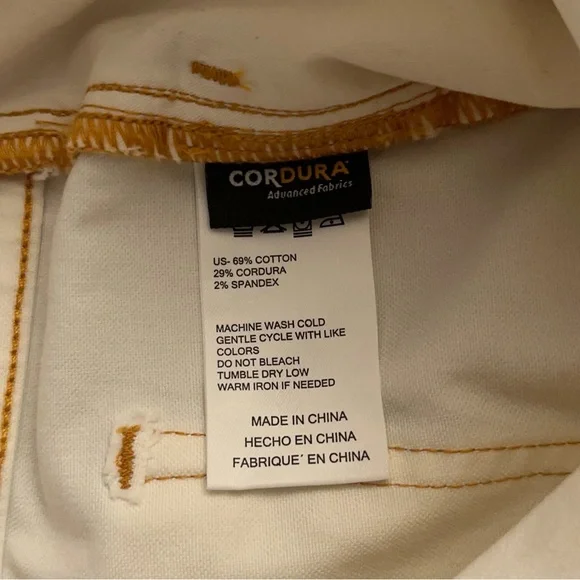 CORDURA
Advanced Fabrics
US- 69% COTTON
29% CORDURA
2% SPANDEX
MACHINE WASH COLD
GENTLE CYCLE WITH LIKE
COLORS
DO NOT BLEACH
TUMBLE DRY LOW
WARM IRON IF NEEDED
MADE IN CHINA
HECHO EN CHINA
FABRIQUE´ EN CHINA